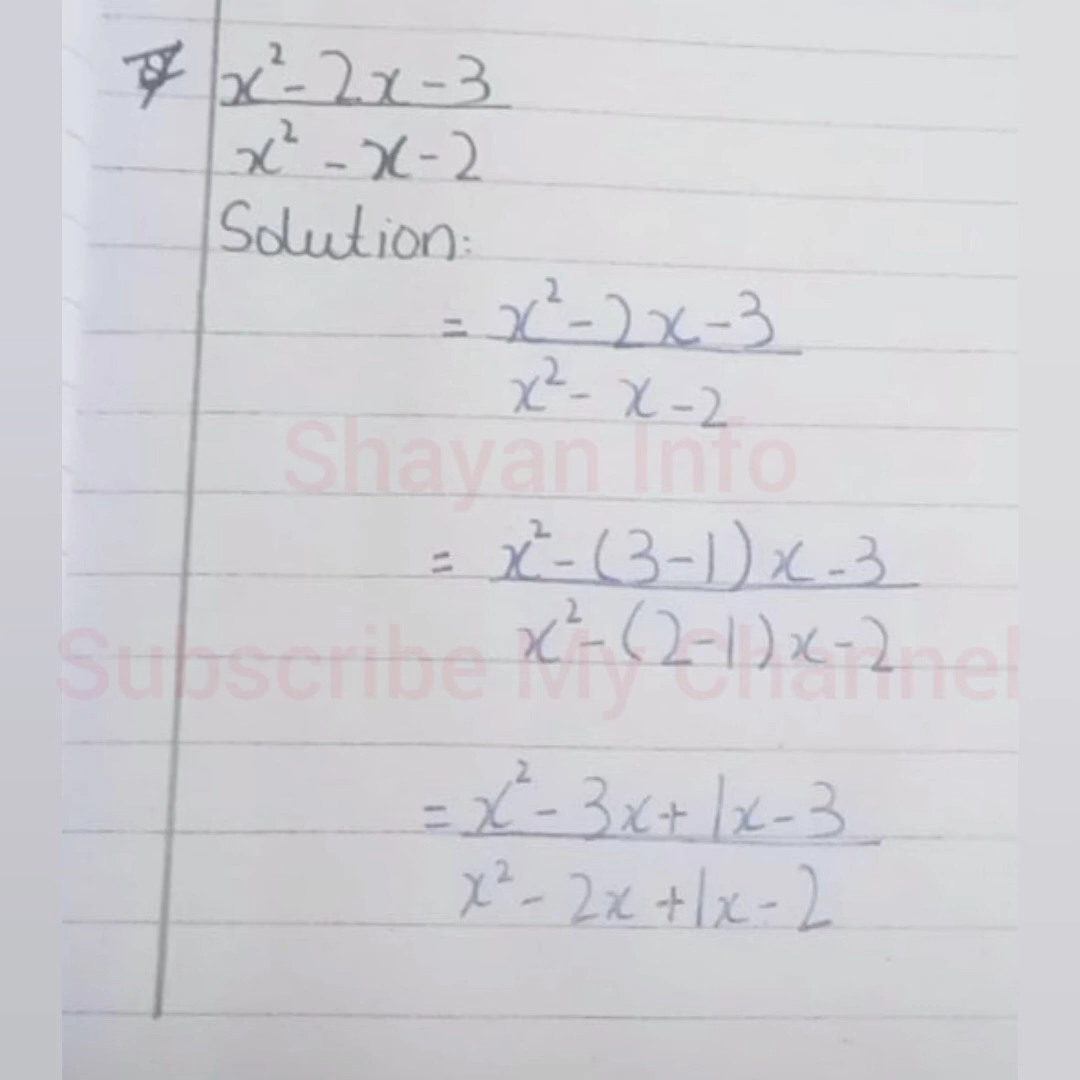 x² - 2x - 3
x² - x - 2
Solution:
= x² - 2x - 3
x² - x - 2
Shayan Info
= x² - (3-1)x - 3
x² - (2-1)x - 2
Subscribe My Channel
= x² - 3x + 1x - 3
x² - 2x + 1x - 2